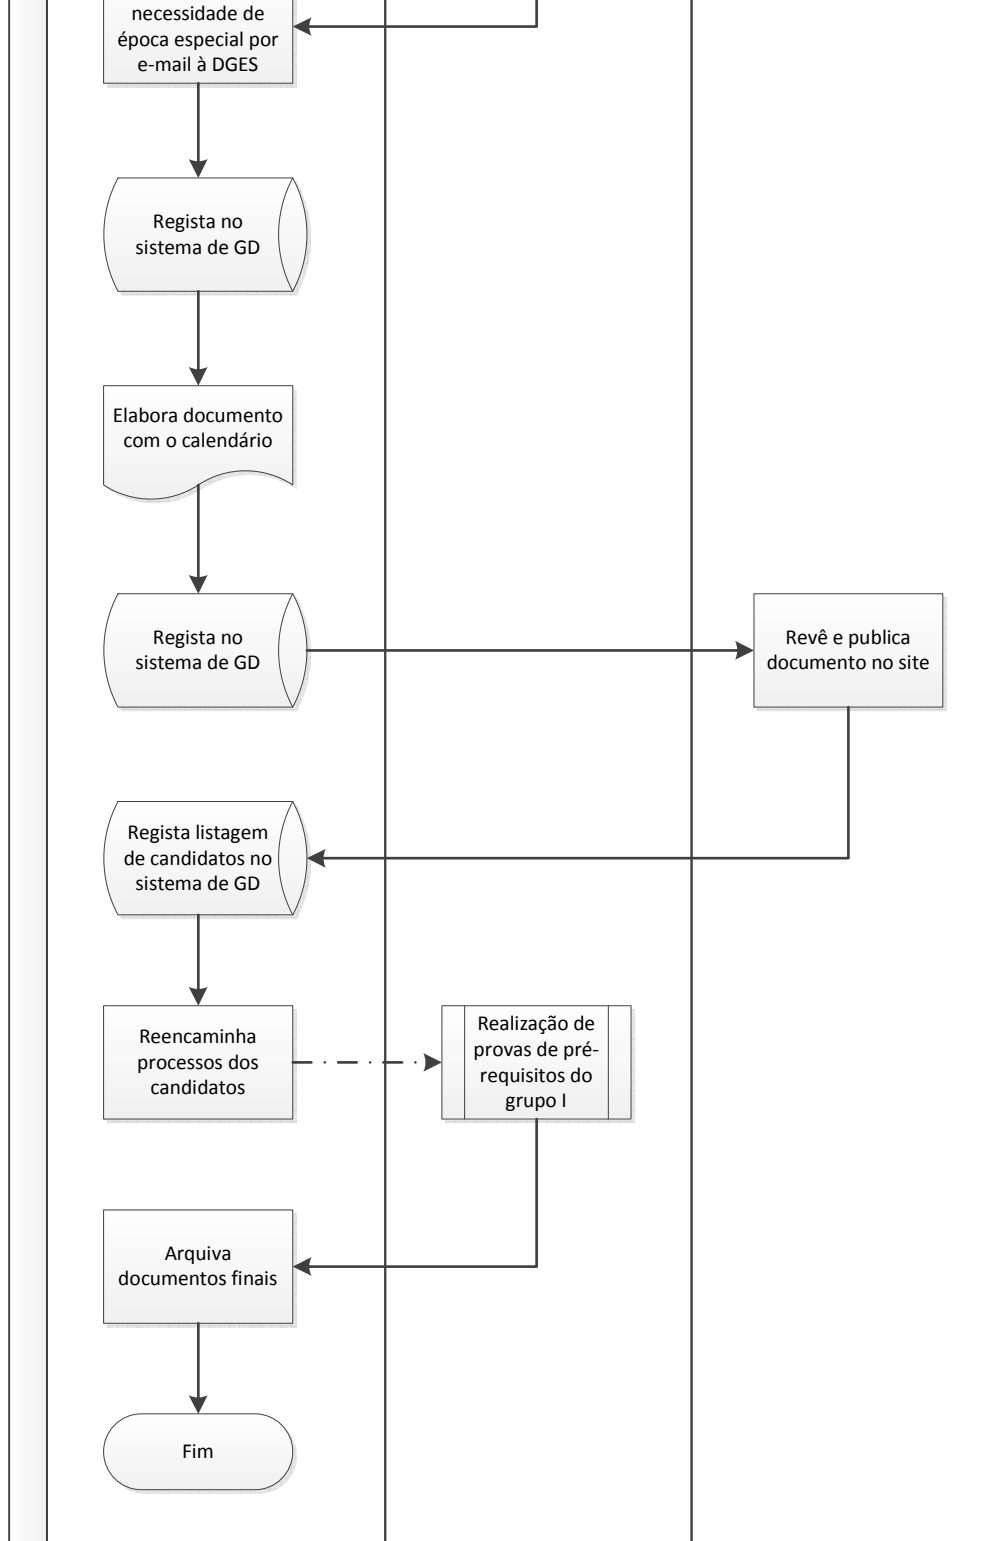 necessidade de
época especial por
e-mail à DGES
Regista no
sistema de GD
Elabora documento
com o calendário
Regista no
sistema de GD
Revê e publica
documento no site
Regista listagem
de candidatos no
sistema de GD
Reencaminha
processos dos
candidatos
Realização de
provas de pré-
requisitos do
grupo I
Arquiva
documentos finais
Fim